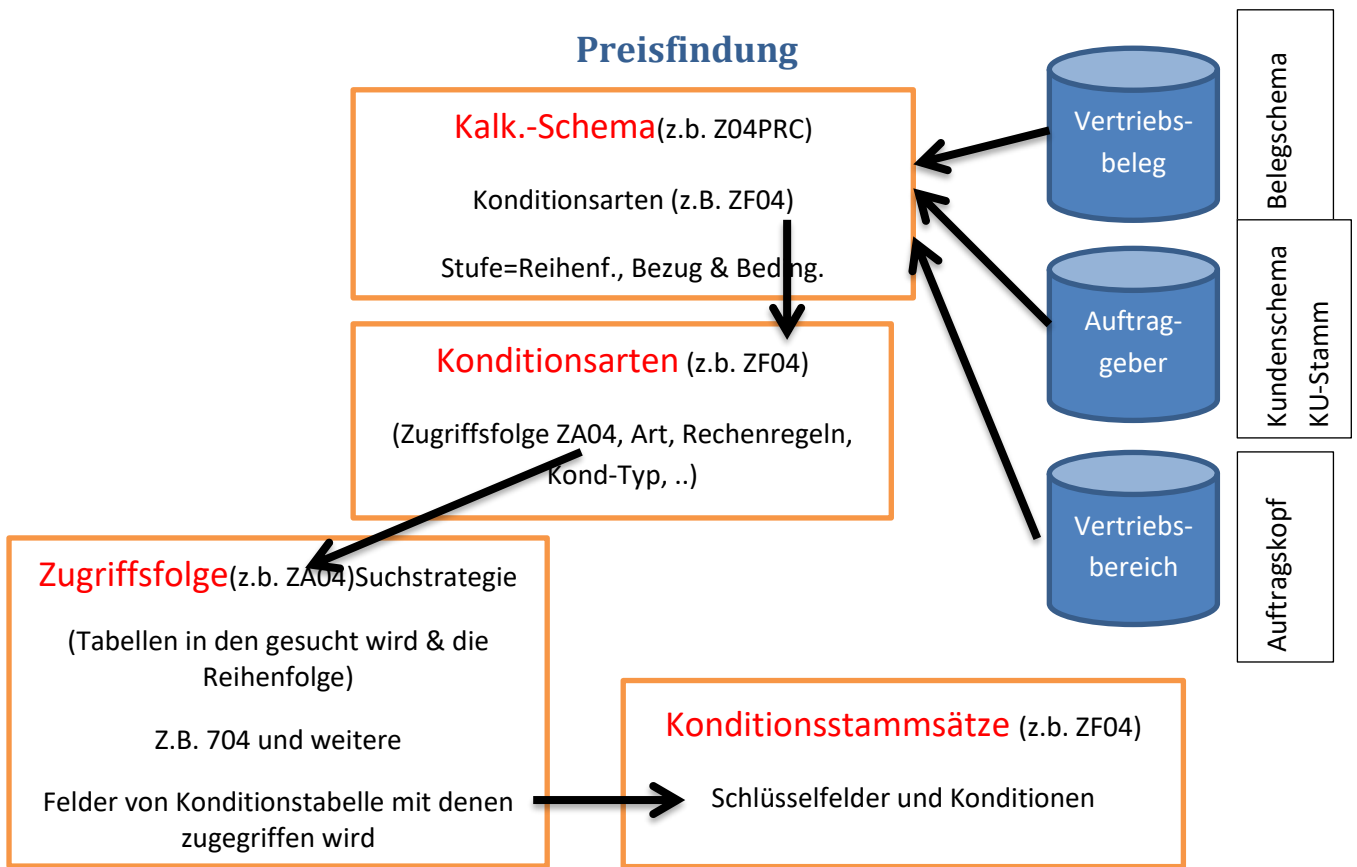 Preisfindung
Kalk.-Schema(z.b. Z04PRC)
Konditionsarten (z.B. ZF04)
Stufe=Reihenf., Bezug & Beding.
Konditionsarten (z.b. ZF04)
(Zugriffsfolge ZA04, Art, Rechenregeln,
Kond-Typ, ..)
Zugriffsfolge(z.b. ZA04)Suchstrategie
(Tabellen in den gesucht wird & die
Reihenfolge)
Z.B. 704 und weitere
Felder von Konditionstabelle mit denen
zugegriffen wird
Konditionsstammsätze (z.b. ZF04)
Schlüsselfelder und Konditionen
Vertriebs-
beleg
Belegschema
Auftrag-
geber
Kundenschema
KU-Stamm
Vertriebs-
bereich
Auftragskopf